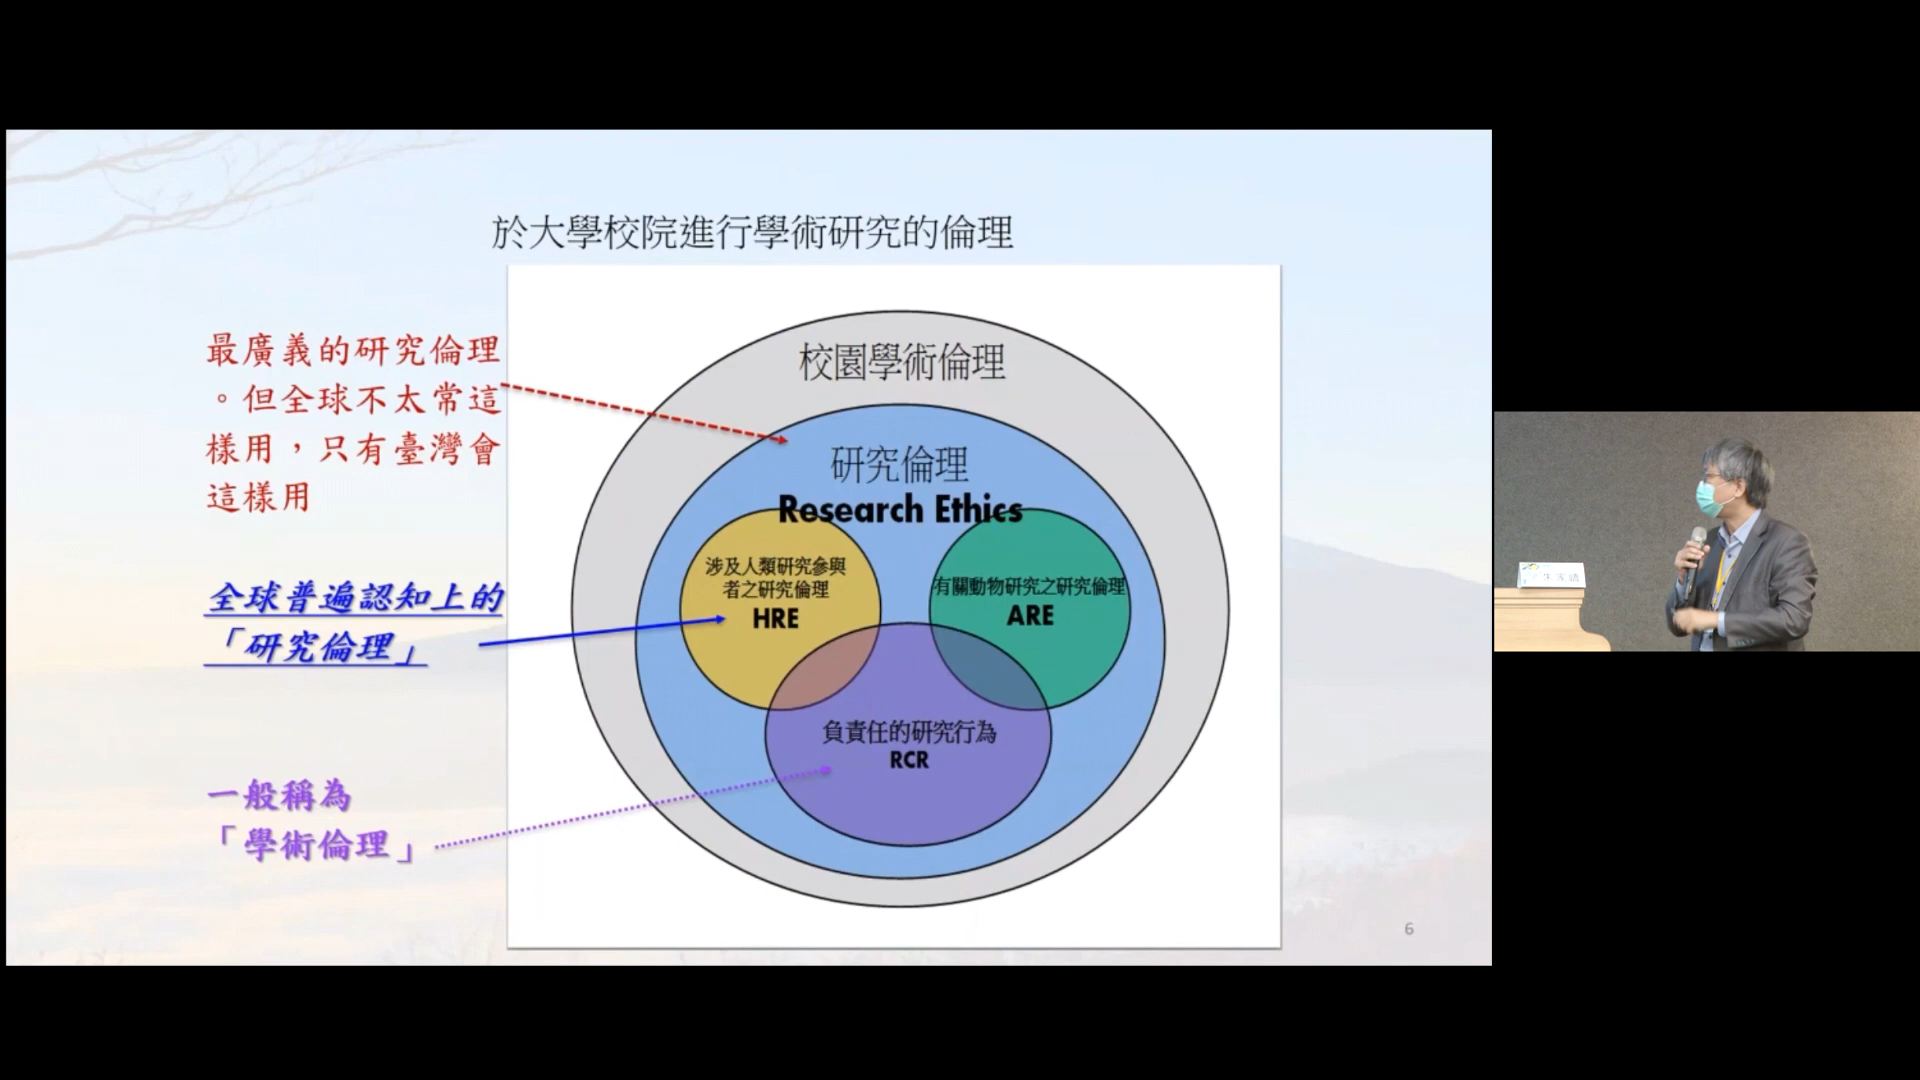 於大學校院進行學術研究的倫理
最廣義的研究倫理
。但全球不太常這
樣用，只有臺灣會
這樣用
全球普遍認知上的
「研究倫理」
一般稱為
「學術倫理」
校園學術倫理
研究倫理
Research Ethics
涉及人類研究參與
者之研究倫理
HRE
有關動物研究之研究倫理
ARE
負責任的研究行為
RCR
6